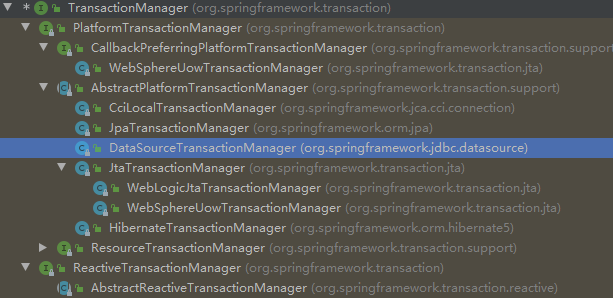 * TransactionManager (org.springframework.transaction)
PlatformTransactionManager (org.springframework.transaction)
CallbackPreferringPlatformTransactionManager (org.springframework.transaction.support
WebSphereUowTransactionManager (org.springframework.transaction.jta)
AbstractPlatformTransactionManager (org.springframework.transaction.support)
CciLocalTransactionManager (org.springframework.jca.cci.connection)
JpaTransactionManager (org.springframework.orm.jpa)
DataSourceTransactionManager (org.springframework.jdbc.datasource)
JtaTransactionManager (org.springframework.transaction.jta)
WebLogicJtaTransactionManager (org.springframework.transaction.jta)
WebSphereUowTransactionManager (org.springframework.transaction.jta)
HibernateTransactionManager (org.springframework.orm.hibernate5)
ResourceTransactionManager (org.springframework.transaction.support)
ReactiveTransactionManager (org.springframework.transaction)
AbstractReactiveTransactionManager (org.springframework.transaction.reactive)